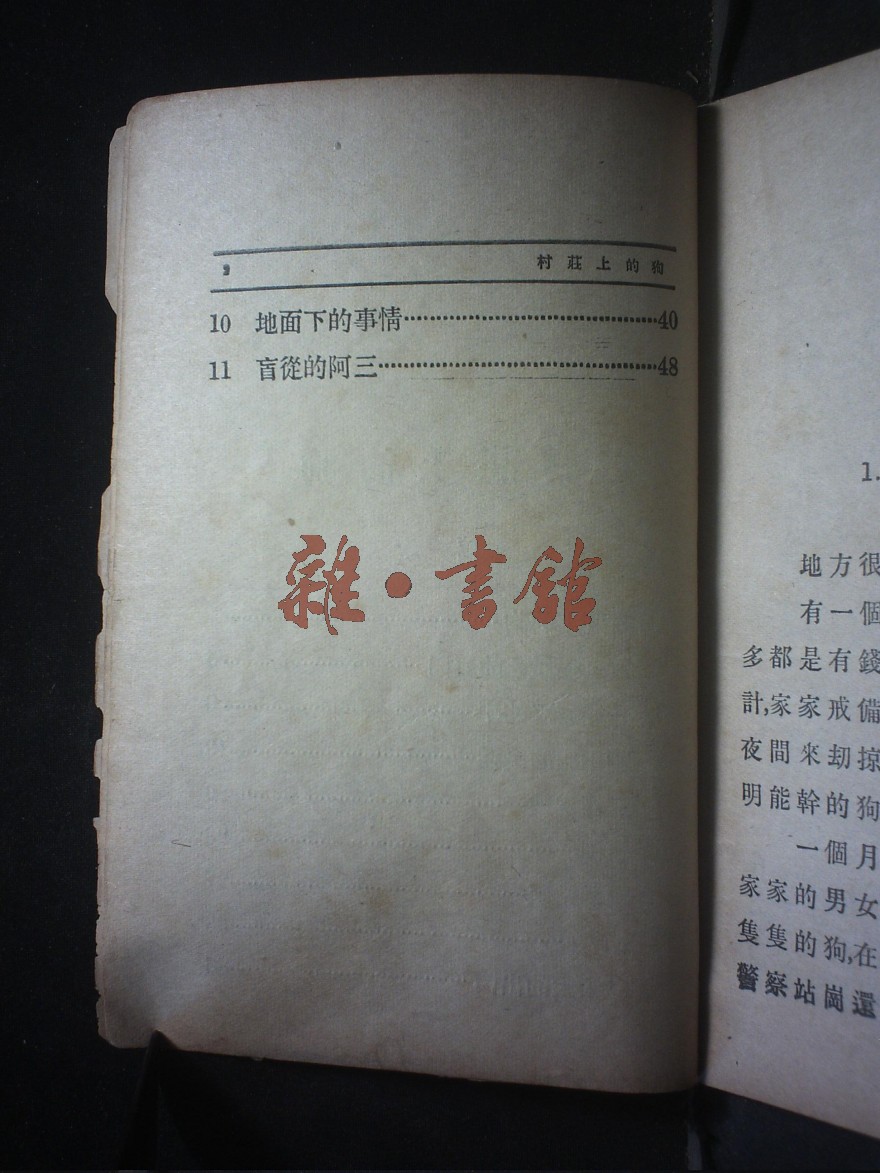 2 村莊上的狗
10 地面下的事情 40
11 盲從的阿三 48
雜•書館
1.
地方很
有一個
多都是有錢
計,家家戒備
夜間來刧掠
明能幹的狗
一個月
家家的男女
隻隻的狗,在
警察站崗還